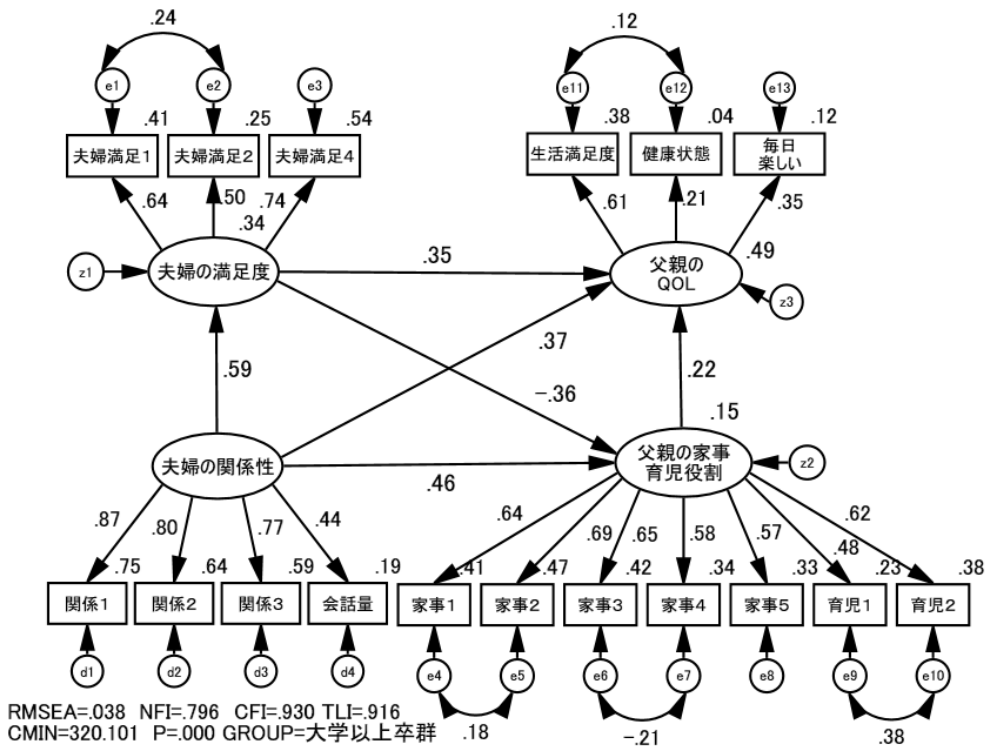 .24
.12
e1 e2 e3 e11 e12 e13
.41 .25 .54 .38 .04 .12
夫婦満足1 夫婦満足2 夫婦満足4 生活満足度 健康状態 毎日
楽しい
.64 .50 .74 .61 .21 .35
.34 .49
z1 夫婦の満足度 .35 父親の
QOL
z3
.37
.59 -.36 .22
.15
夫婦の関係性 .46 父親の家事
育児役割
z2
.87 .80 .77 .44 .64 .69 .65 .58 .57 .48 .62
.75 .64 .59 .19 .41 .47 .42 .34 .33 .23 .38
関係1 関係2 関係3 会話量 家事1 家事2 家事3 家事4 家事5 育児1 育児2
d1 d2 d3 d4 e4 e5 e6 e7 e8 e9 e10
.18 -.21 .38
RMSEA=.038 NFI=.796 CFI=.930 TLI=.916
CMIN=320.101 P=.000 GROUP=大学以上卒群